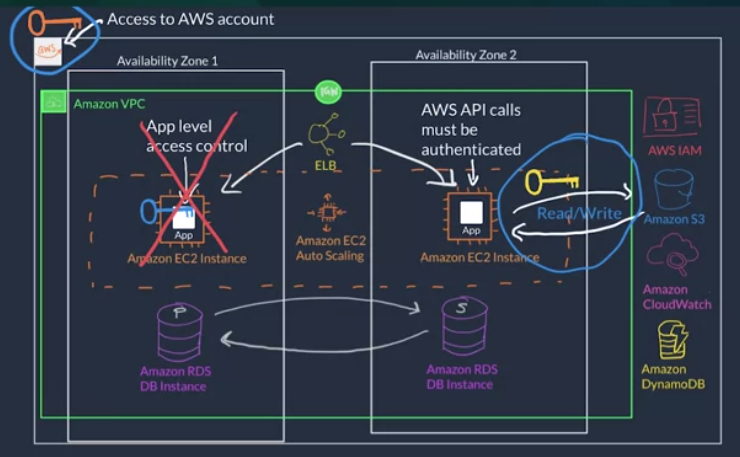 Access to AWS account
aws
Availability Zone 1
Availability Zone 2
Amazon VPC
IGW
App level
access control
ELB
AWS API calls
must be
authenticated
AWS IAM
App
Amazon EC2 Instance
Amazon EC2
Auto Scaling
App
Amazon EC2 Instance
Read/Write
Amazon S3
Amazon
CloudWatch
P
Amazon RDS
DB Instance
S
Amazon RDS
DB Instance
Amazon
DynamoDB